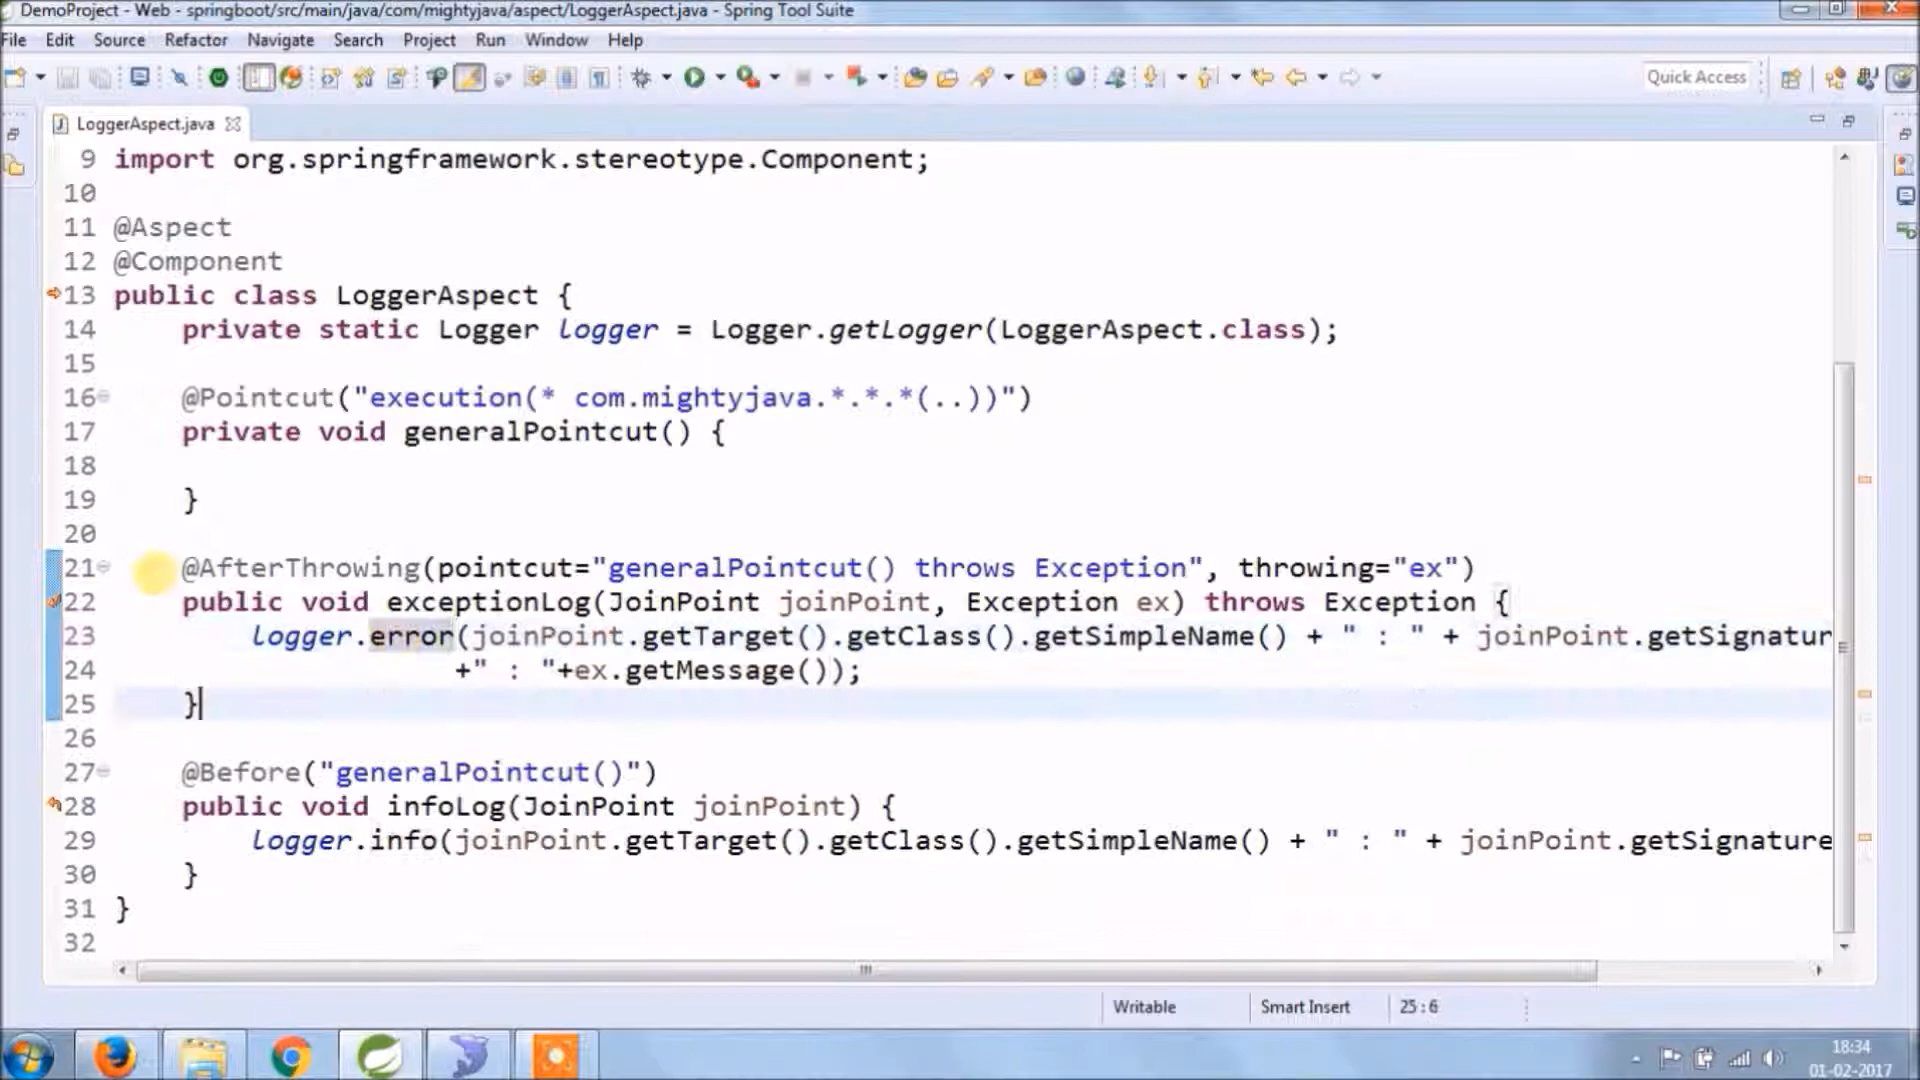 DemoProject - Web - springboot/src/main/java/com/mightyjava/aspect/LoggerAspect.java - Spring Tool Suite
File Edit Source Refactor Navigate Search Project Run Window Help
Quick Access
LoggerAspect.java
9 import org.springframework.stereotype.Component;
10
11 @Aspect
12 @Component
13 public class LoggerAspect {
14 private static Logger logger = Logger.getLogger(LoggerAspect.class);
15
16 @Pointcut("execution(* com.mightyjava.*.*.*(..))")
17 private void generalPointcut() {
18
19 }
20
21 @AfterThrowing(pointcut="generalPointcut() throws Exception", throwing="ex")
22 public void exceptionLog(JoinPoint joinPoint, Exception ex) throws Exception {
23 logger.error(joinPoint.getTarget().getClass().getSimpleName() + " : " + joinPoint.getSignatur
24 +" : "+ex.getMessage());
25 }
26
27 @Before("generalPointcut()")
28 public void infoLog(JoinPoint joinPoint) {
29 logger.info(joinPoint.getTarget().getClass().getSimpleName() + " : " + joinPoint.getSignature
30 }
31 }
32
Writable Smart Insert 25 : 6
18:34
01-02-2017